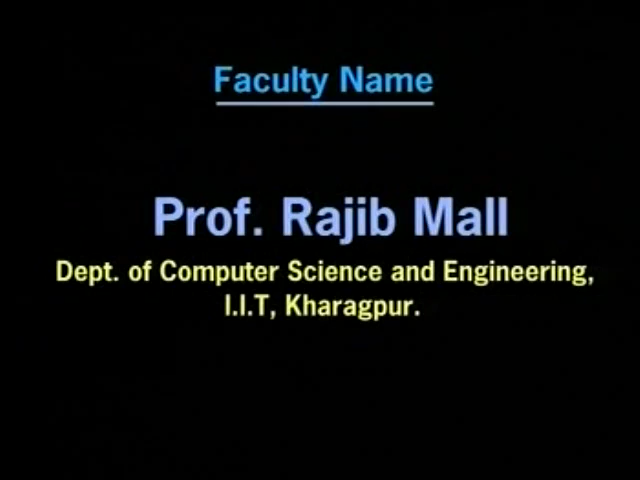 Faculty Name
Prof. Rajib Mall
Dept. of Computer Science and Engineering,
I.I.T, Kharagpur.